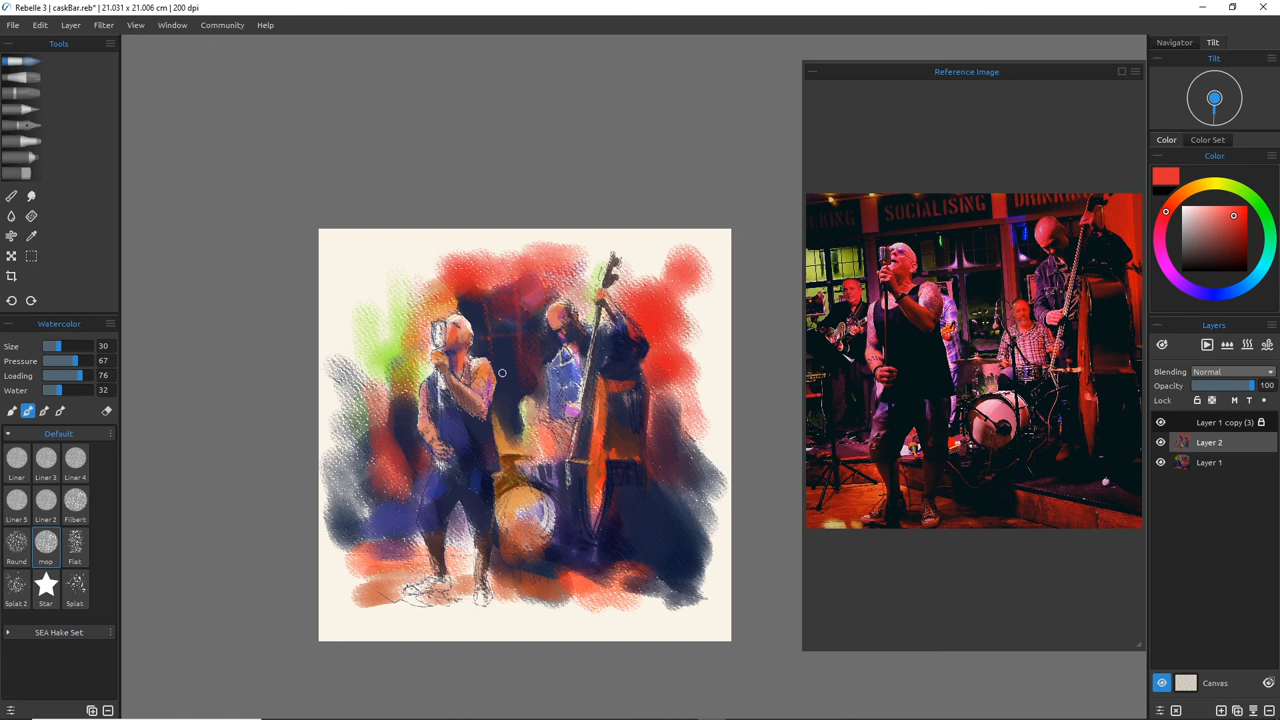 Rebelle 3 | caskBar.reb* | 21.031 x 21.006 cm | 200 dpi
File Edit Layer Filter View Window Community Help
Tools
Watercolor
Size 30
Pressure 67
Loading 76
Water 32
Default
Liner Liner 3 Liner 4
Liner 5 Liner 2 Filbert
Round mop Flat
Splat 2 Star Splat
SEA Hake Set
Reference Image
SOCIALISING
DRINKING
Navigator Tilt
Tilt
Color Color Set
Color
Layers
Blending Normal
Opacity 100
Lock M T
Layer 1 copy (3)
Layer 2
Layer 1
Canvas